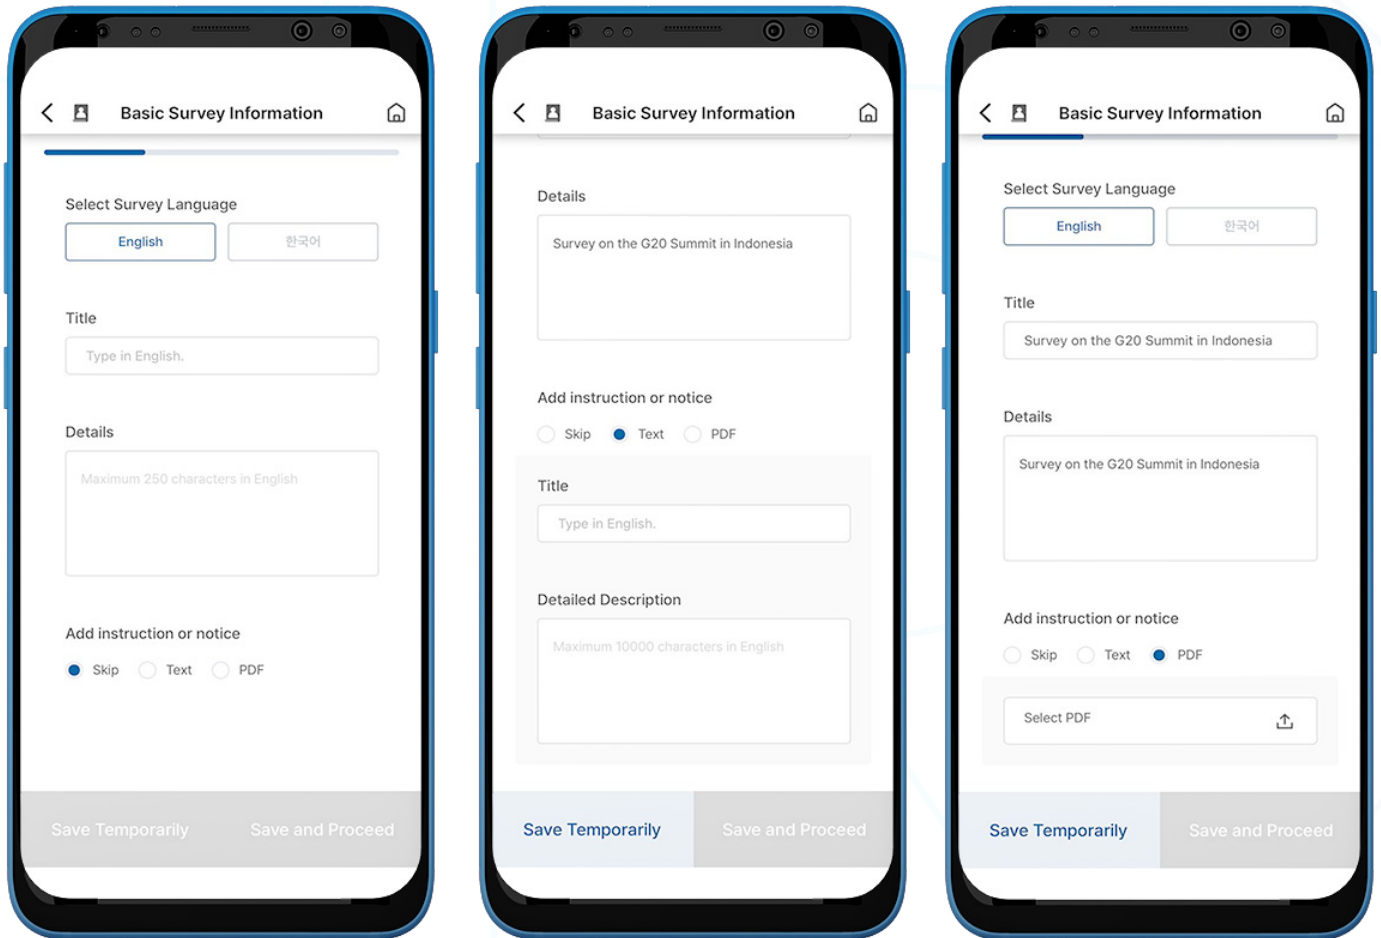 Basic Survey Information
Select Survey Language
English
한국어
Title
Type in English.
Details
Maximum 250 characters in English
Add instruction or notice
Skip
Text
PDF
Save Temporarily
Save and Proceed
Basic Survey Information
Details
Survey on the G20 Summit in Indonesia
Add instruction or notice
Skip
Text
PDF
Title
Type in English.
Detailed Description
Maximum 10000 characters in English
Save Temporarily
Save and Proceed
Basic Survey Information
Select Survey Language
English
한국어
Title
Survey on the G20 Summit in Indonesia
Details
Survey on the G20 Summit in Indonesia
Add instruction or notice
Skip
Text
PDF
Select PDF
Save Temporarily
Save and Proceed